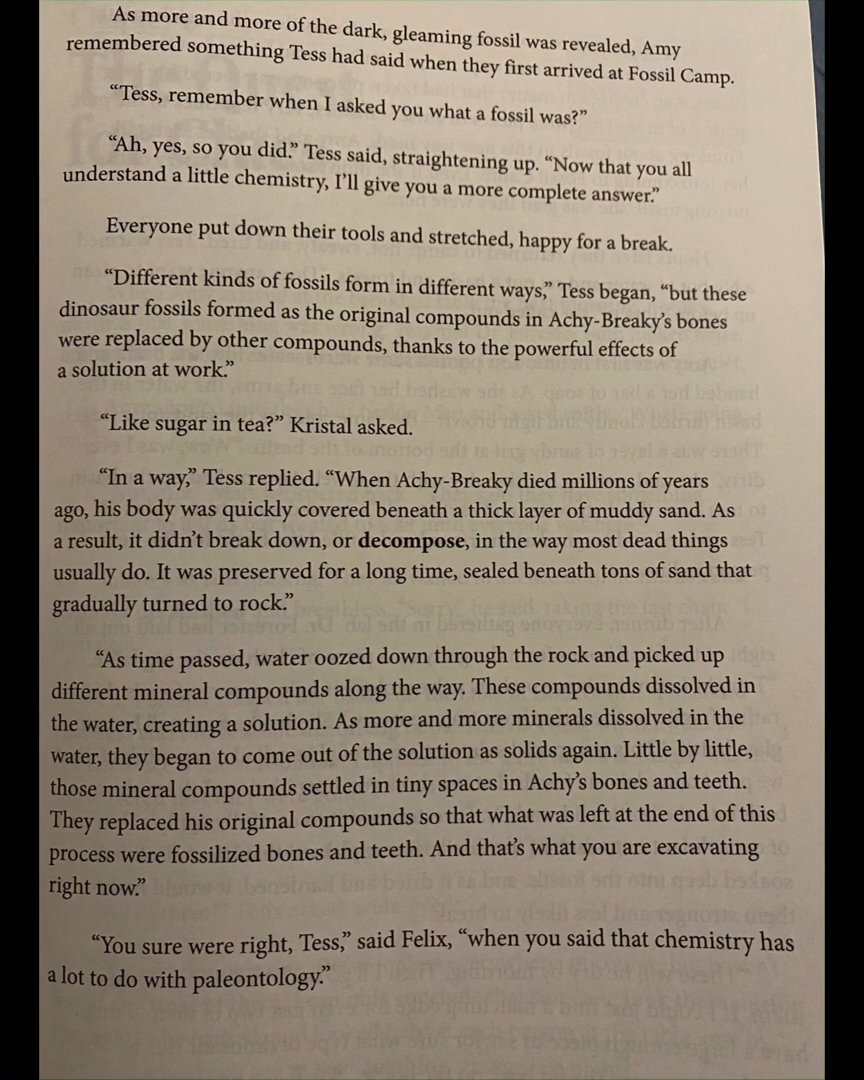 As more and more of the dark, gleaming fossil was revealed, Amy
remembered something Tess had said when they first arrived at Fossil Camp.
“Tess, remember when I asked you what a fossil was?”
“Ah, yes, so you did.” Tess said, straightening up. “Now that you all
understand a little chemistry, I’ll give you a more complete answer.”
Everyone put down their tools and stretched, happy for a break.
“Different kinds of fossils form in different ways,” Tess began, “but these
dinosaur fossils formed as the original compounds in Achy-Breaky’s bones
were replaced by other compounds, thanks to the powerful effects of
a solution at work.”
“Like sugar in tea?” Kristal asked.
“In a way,” Tess replied. “When Achy-Breaky died millions of years
ago, his body was quickly covered beneath a thick layer of muddy sand. As
a result, it didn’t break down, or decompose, in the way most dead things
usually do. It was preserved for a long time, sealed beneath tons of sand that
gradually turned to rock.”
“As time passed, water oozed down through the rock and picked up
different mineral compounds along the way. These compounds dissolved in
the water, creating a solution. As more and more minerals dissolved in the
water, they began to come out of the solution as solids again. Little by little,
those mineral compounds settled in tiny spaces in Achy’s bones and teeth.
They replaced his original compounds so that what was left at the end of this
process were fossilized bones and teeth. And that’s what you are excavating
right now.”
“You sure were right, Tess,” said Felix, “when you said that chemistry has
a lot to do with paleontology.”